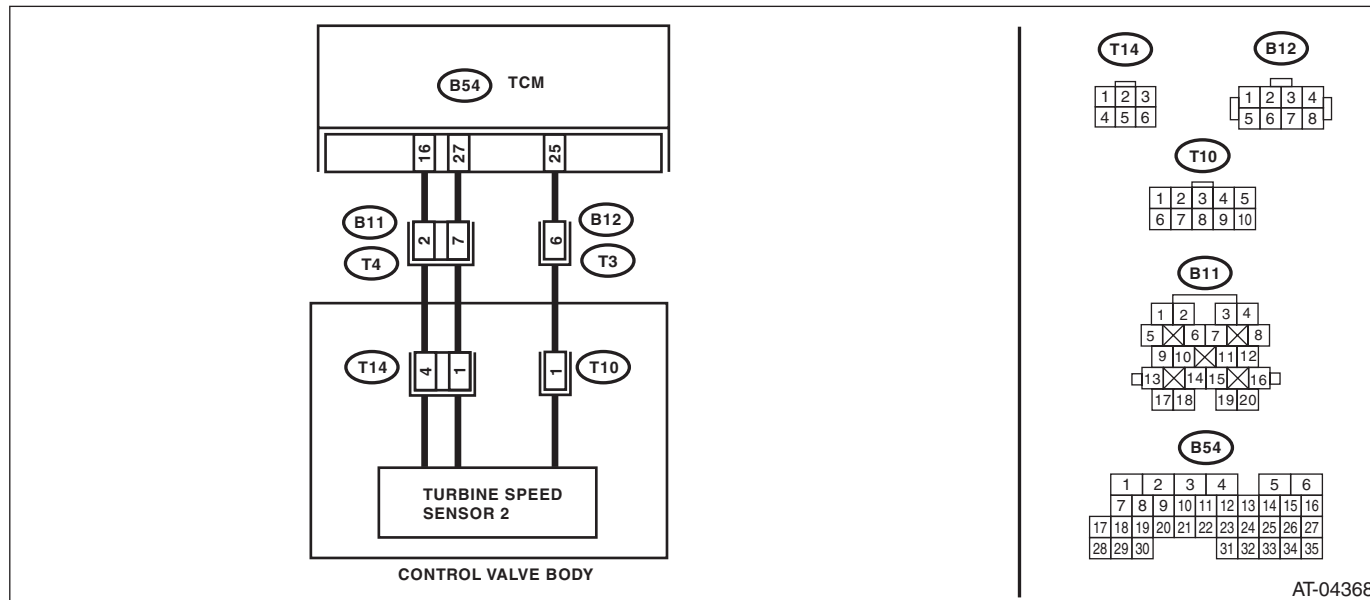 B54 TCM
16 27 25
B11 B12
2 7 6
T4 T3
T14 4 1 1 T10
TURBINE SPEED
SENSOR 2
CONTROL VALVE BODY
T14
1 2 3
4 5 6
B12
1 2 3 4
5 6 7 8
T10
1 2 3 4 5
6 7 8 9 10
B11
1 2 3 4
5 6 7 8
9 10 11 12
13 14 15 16
17 18 19 20
B54
1 2 3 4 5 6
7 8 9 10 11 12 13 14 15 16
17 18 19 20 21 22 23 24 25 26 27
28 29 30 31 32 33 34 35
AT-04368